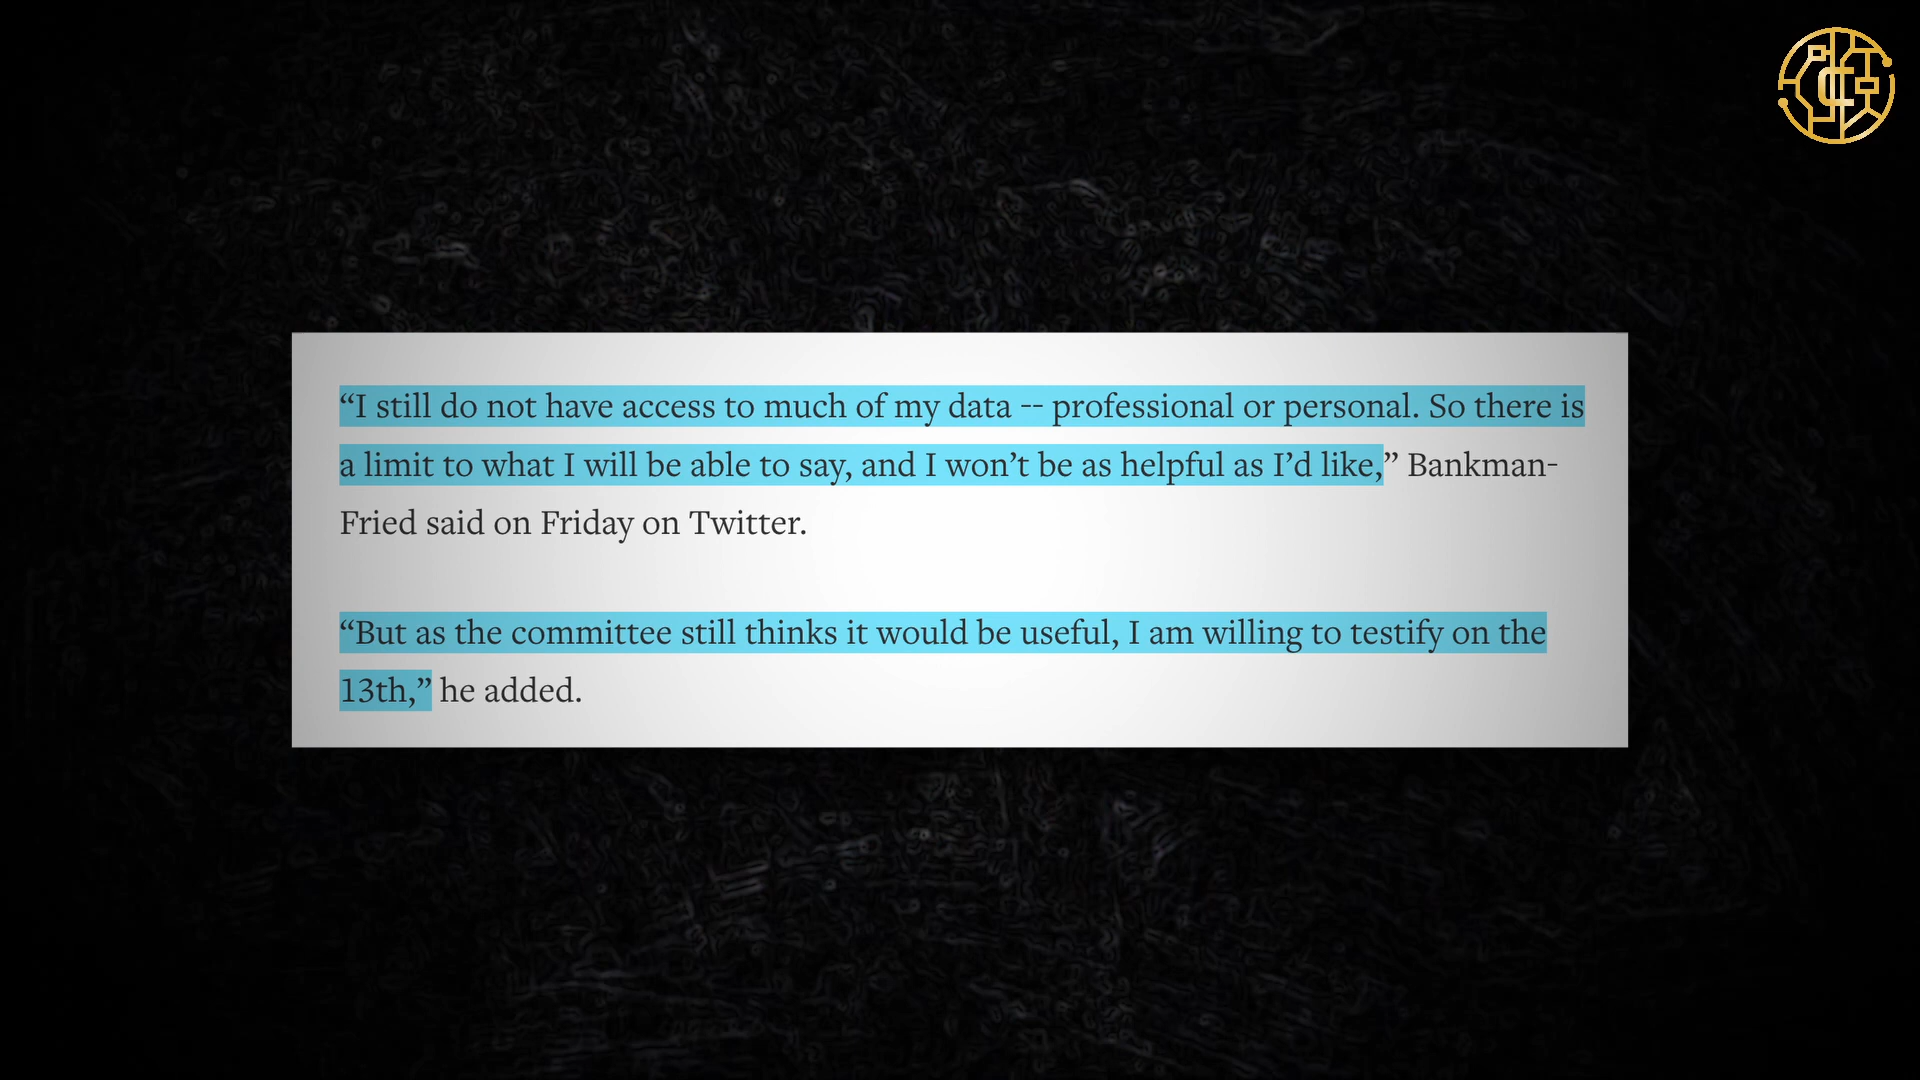 “I still do not have access to much of my data -- professional or personal. So there is
a limit to what I will be able to say, and I won’t be as helpful as I’d like,” Bankman-
Fried said on Friday on Twitter.
“But as the committee still thinks it would be useful, I am willing to testify on the
13th,” he added.